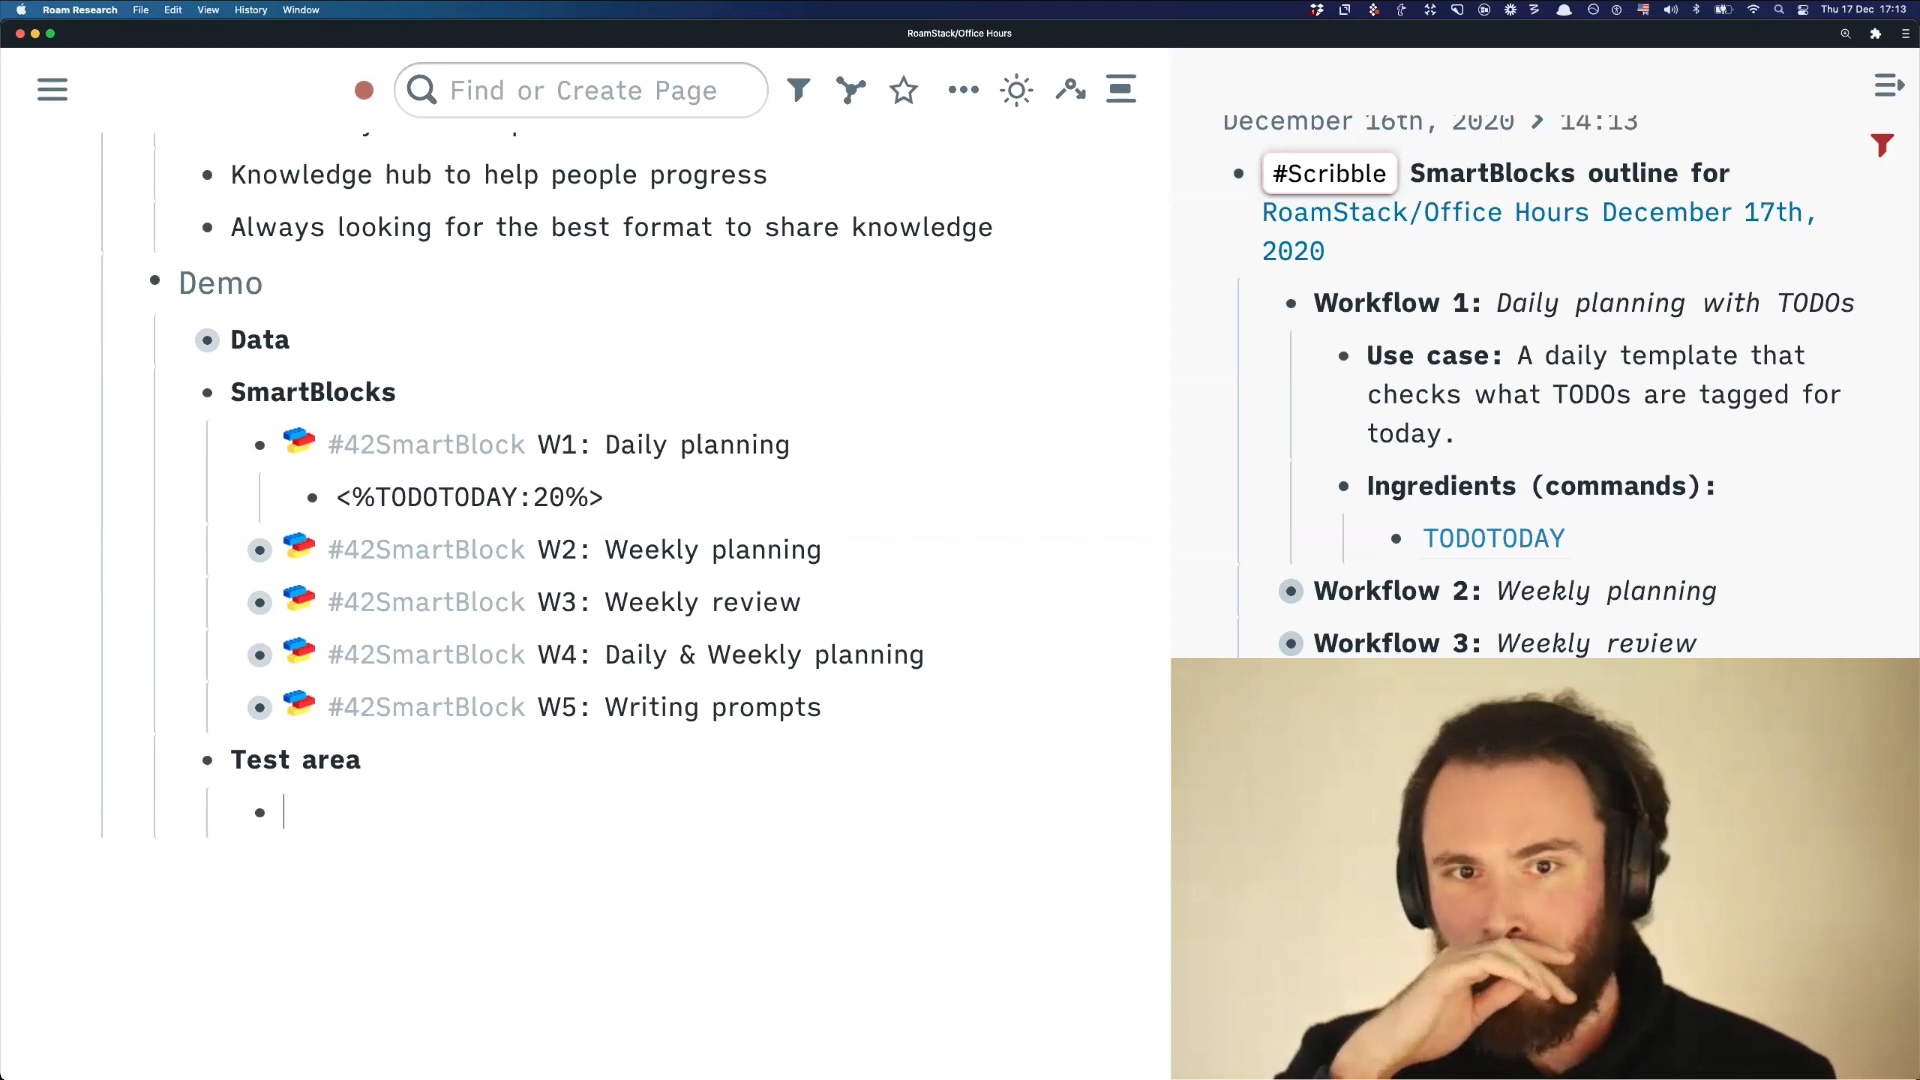 Roam Research File Edit View History Window
Thu 17 Dec 17:13
RoamStack/Office Hours
Find or Create Page
Knowledge hub to help people progress
Always looking for the best format to share knowledge
Demo
Data
SmartBlocks
#42SmartBlock W1: Daily planning
<%TODOTODAY:20%>
#42SmartBlock W2: Weekly planning
#42SmartBlock W3: Weekly review
#42SmartBlock W4: Daily & Weekly planning
#42SmartBlock W5: Writing prompts
Test area
December 16th, 2020 > 14:13
#Scribble SmartBlocks outline for
RoamStack/Office Hours December 17th,
2020
Workflow 1: Daily planning with TODOs
Use case: A daily template that
checks what TODOs are tagged for
today.
Ingredients (commands):
TODOTODAY
Workflow 2: Weekly planning
Workflow 3: Weekly review